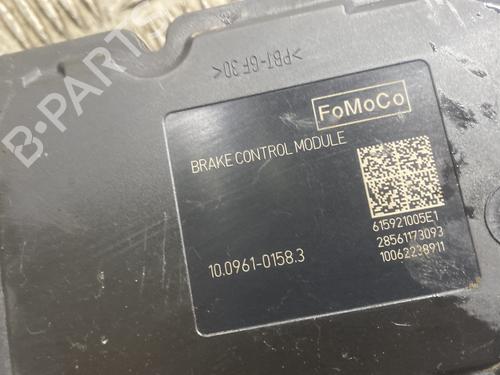 >PBT-GF30<
FoMoCo
BRAKE CONTROL MODULE
615921005E1
28561173093
10062238911
10.0961-0158.3
B-PARTS